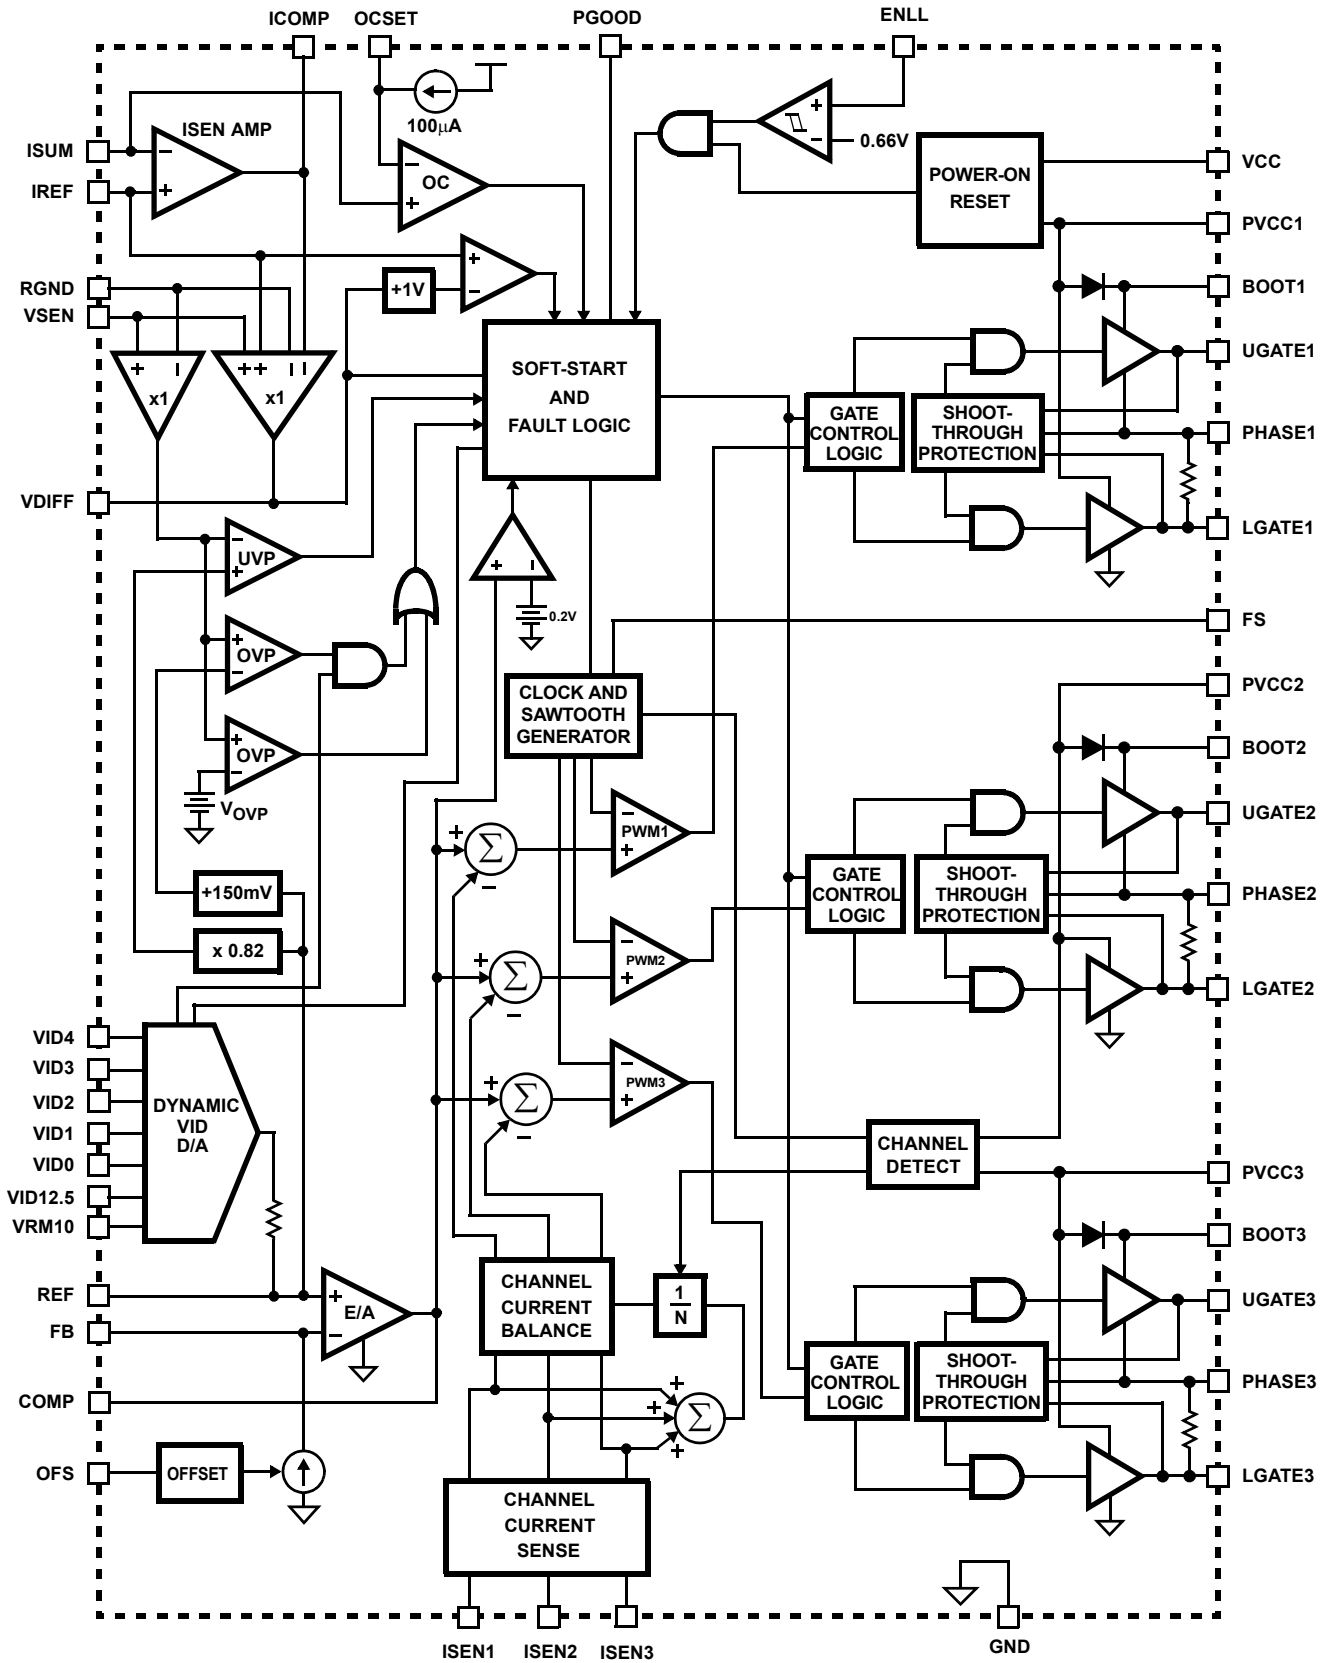 ICOMP OCSET PGOOD ENLL
ISEN AMP
100μA
ISUM
IREF
− +
− OC +
+ −
0.66V
POWER-ON
RESET
VCC
PVCC1
+ −
+1V
RGND
VSEN
BOOT1
UGATE1
+ − x1
+ + − − x1
SOFT-START
AND
FAULT LOGIC
GATE
CONTROL
LOGIC
SHOOT-
THROUGH
PROTECTION
PHASE1
LGATE1
VDIFF
− UVP +
+ −
0.2V
+ OVP −
+ OVP −
VOVP
FS
PVCC2
CLOCK AND
SAWTOOTH
GENERATOR
BOOT2
UGATE2
− PWM1 +
+ Σ −
+150mV
x 0.82
GATE
CONTROL
LOGIC
SHOOT-
THROUGH
PROTECTION
PHASE2
LGATE2
− PWM2 +
+ Σ −
− PWM3 +
+ Σ −
VID4
VID3
VID2
VID1
VID0
VID12.5
VRM10
DYNAMIC
VID
D/A
CHANNEL
DETECT
PVCC3
BOOT3
UGATE3
REF
FB
+ E/A −
CHANNEL
CURRENT
BALANCE
1
N
GATE
CONTROL
LOGIC
SHOOT-
THROUGH
PROTECTION
PHASE3
LGATE3
COMP
+ + Σ +
OFS
OFFSET
CHANNEL
CURRENT
SENSE
ISEN1 ISEN2 ISEN3
GND